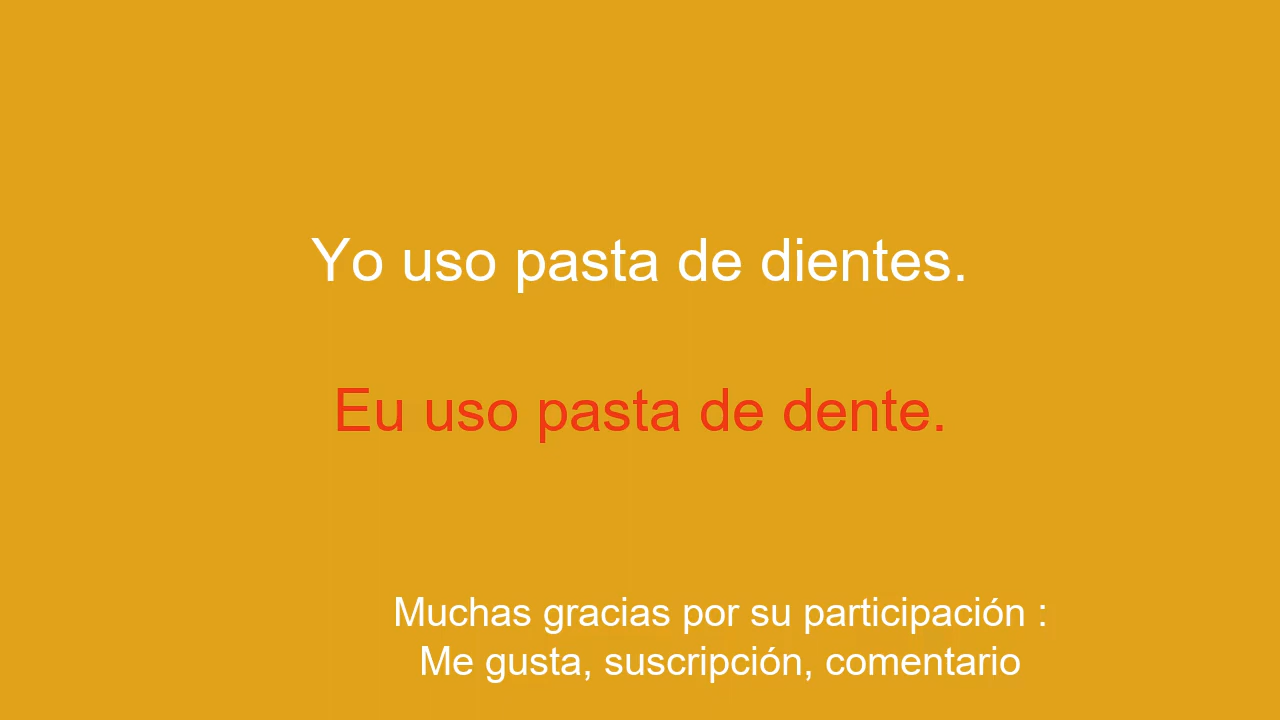 Yo uso pasta de dientes.
Eu uso pasta de dente.
Muchas gracias por su participación :
Me gusta, suscripción, comentario